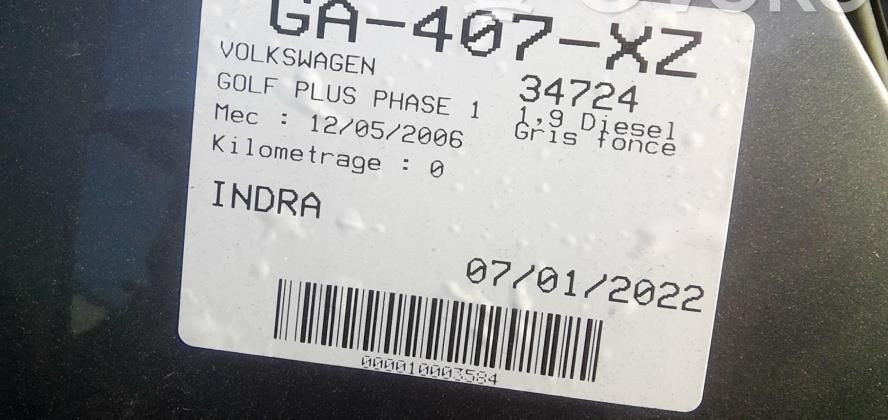 GA-407-XZ
VOLKSWAGEN
GOLF PLUS PHASE 1
34724
Mec : 12/05/2006
1,9 Diesel
Kilometrage : 0
Gris fonce
INDRA
07/01/2022
000010003584